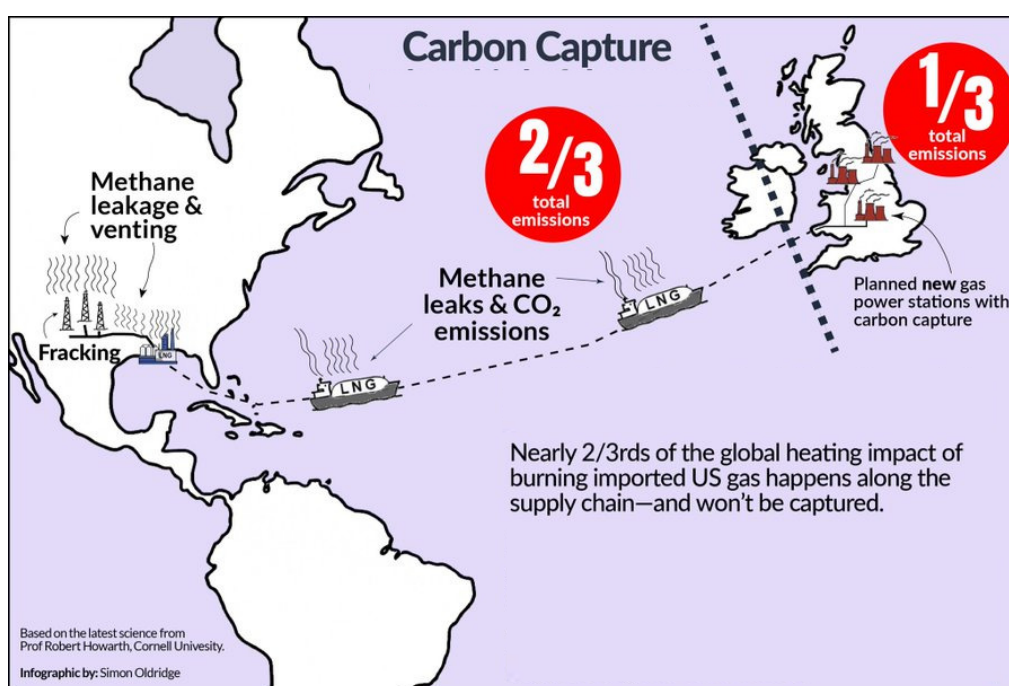 Carbon Capture
2/3
total
emissions
1/3
total
emissions
Methane
leakage &
venting
Fracking
LNG
Methane
leaks & CO₂
emissions
LNG
LNG
Planned new gas
power stations with
carbon capture
Nearly 2/3rds of the global heating impact of
burning imported US gas happens along the
supply chain—and won't be captured.
Based on the latest science from
Prof Robert Howarth, Cornell Univesity.
Infographic by: Simon Oldridge